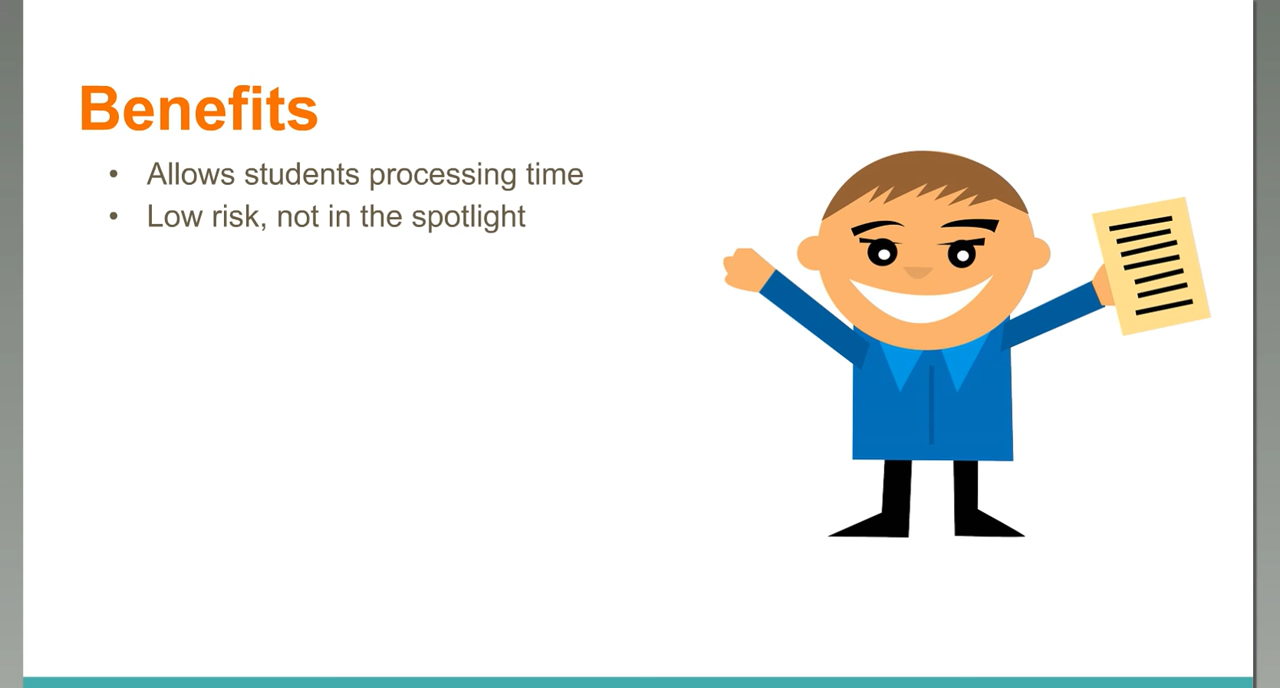 Benefits
• Allows students processing time
• Low risk, not in the spotlight